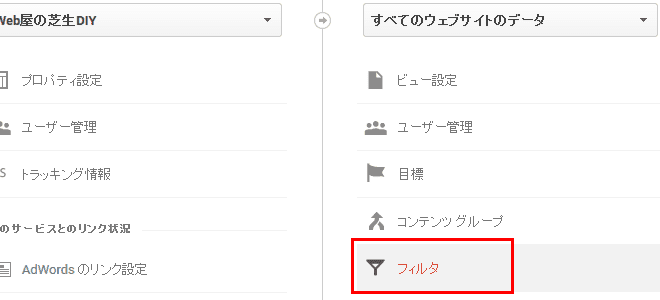 Web屋の芝生DIY
すべてのウェブサイトのデータ
プロパティ設定
ユーザー管理
トラッキング情報
のサービスとのリンク状況
AdWords のリンク設定
ビュー設定
ユーザー管理
目標
コンテンツ グループ
フィルタ